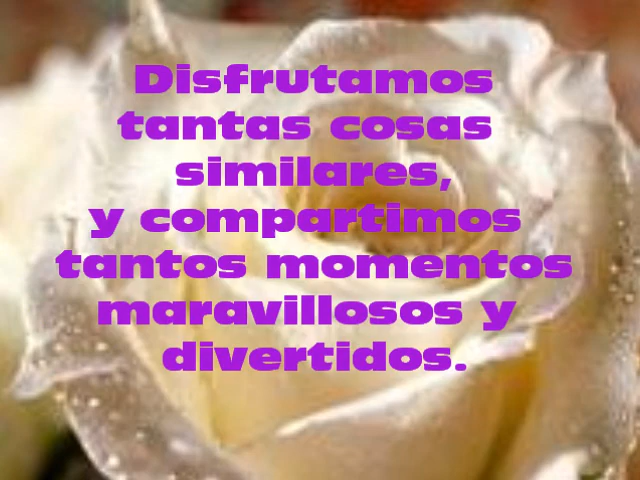 Disfrutamos
tantas cosas
similares,
y compartimos
tantos momentos
maravillosos y
divertidos.